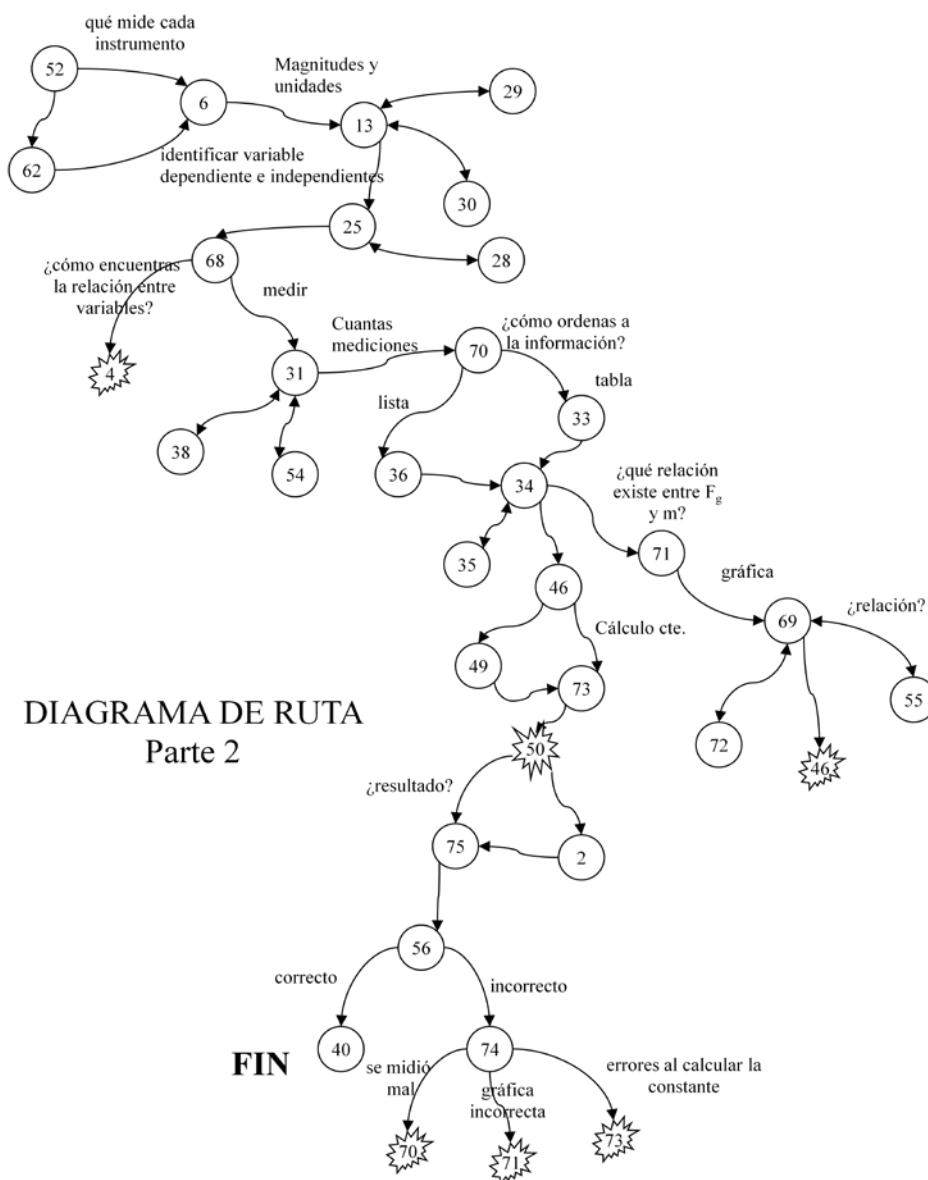 qué mide cada
instrumento
52
Magnitudes y
unidades
29
6
13
62
identificar variable
dependiente e independientes
30
25
28
68
¿cómo encuentras
la relación entre
variables?
medir
4
Cuantas
mediciones
¿cómo ordenas a
la información?
70
31
tabla
lista
33
38
54
36
34
¿qué relación
existe entre Fg
y m?
35
71
46
gráfica
69
¿relación?
Cálculo cte.
49
73
55
72
46
DIAGRAMA DE RUTA
Parte 2
50
¿resultado?
75
2
56
correcto
incorrecto
40
FIN
74
se midió
mal
gráfica
incorrecta
errores al calcular la
constante
70
71
73